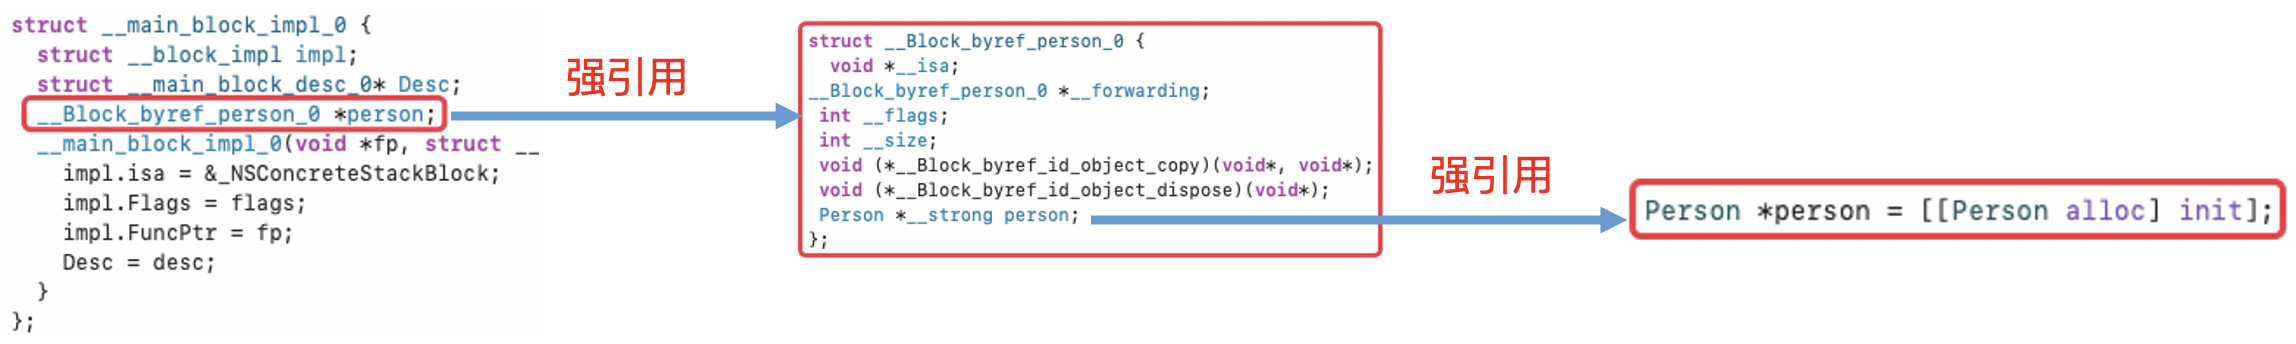 struct __main_block_impl_0 {
  struct __block_impl impl;
  struct __main_block_desc_0* Desc;
  __Block_byref_person_0 *person;
  __main_block_impl_0(void *fp, struct __
    impl.isa = &_NSConcreteStackBlock;
    impl.Flags = flags;
    impl.FuncPtr = fp;
    Desc = desc;
  }
};
强引用
struct __Block_byref_person_0 {
  void *__isa;
__Block_byref_person_0 *__forwarding;
 int __flags;
 int __size;
 void (*__Block_byref_id_object_copy)(void*, void*);
 void (*__Block_byref_id_object_dispose)(void*);
 Person *__strong person;
};
强引用
Person *person = [[Person alloc] init];